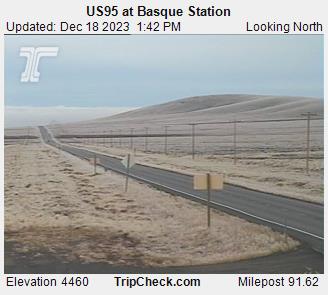 US95 at Basque Station
Updated: Dec 18 2023 1:42 PM Looking North
Elevation 4460 TripCheck.com Milepost 91.62